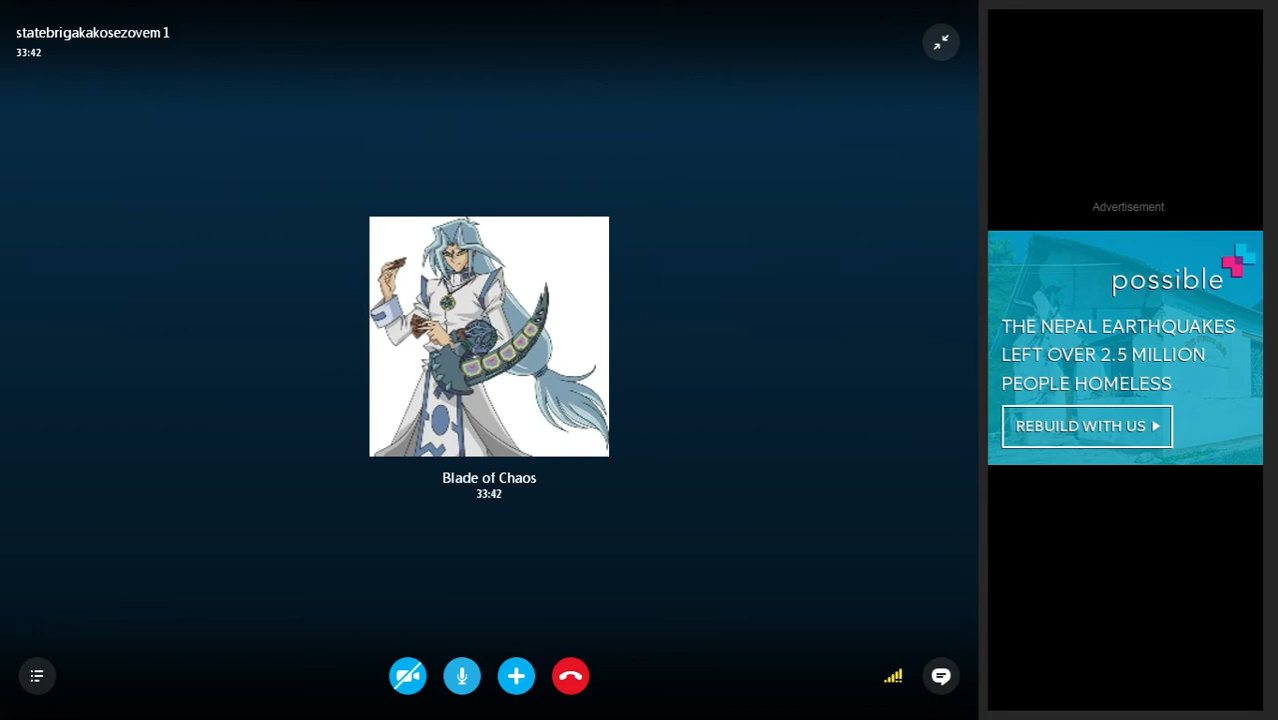 statebrigakakosezovem1
33:42
Blade of Chaos
33:42
Advertisement
possible
THE NEPAL EARTHQUAKES
LEFT OVER 2.5 MILLION
PEOPLE HOMELESS
REBUILD WITH US